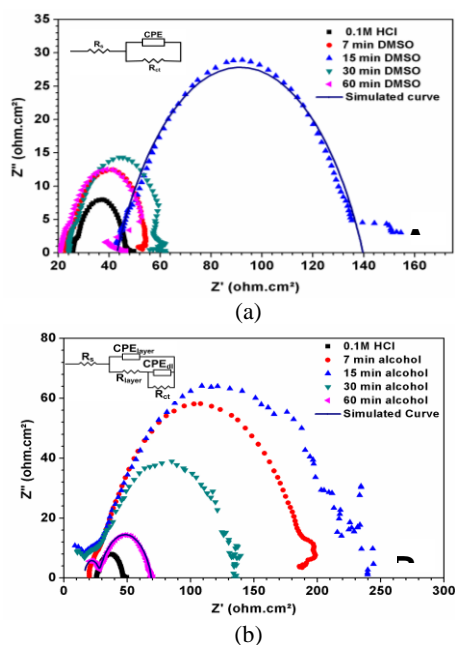 (a)
CPE
Rs
Rct
0.1M HCl
7 min DMSO
15 min DMSO
30 min DMSO
60 min DMSO
Simulated curve
Z'' (ohm.cm²)
35
30
25
20
15
10
5
0
20 40 60 80 100 120 140 160
Z' (ohm.cm²)
(a)
CPElayer
Rs
CPEdl
Rlayer
Rct
0.1M HCl
7 min alcohol
15 min alcohol
30 min alcohol
60 min alcohol
Simulated Curve
Z'' (ohm.cm²)
80
60
40
20
0
0 50 100 150 200 250 300
Z' (ohm.cm²)
(b)